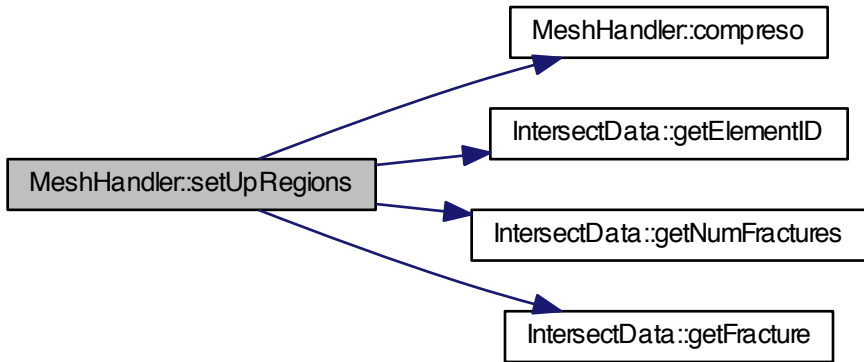 MeshHandler::compreso
IntersectData::getElementID
MeshHandler::setUpRegions
IntersectData::getNumFractures
IntersectData::getFracture